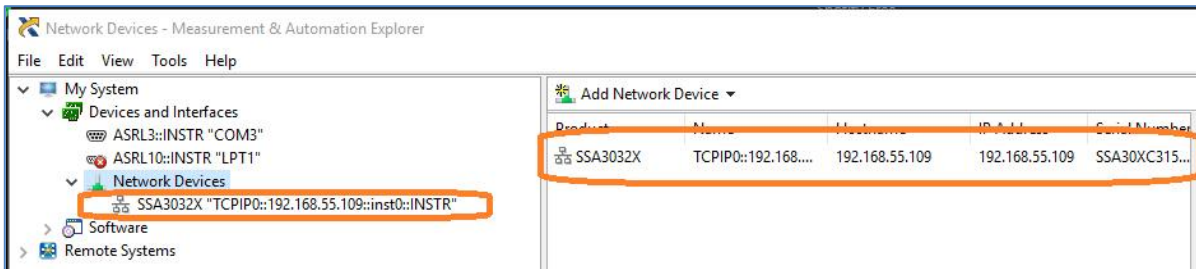 Network Devices - Measurement & Automation Explorer
File Edit View Tools Help
My System
Devices and Interfaces
ASRL3::INSTR "COM3"
ASRL10::INSTR "LPT1"
Network Devices
SSA3032X "TCPIP0::192.168.55.109::inst0::INSTR"
Software
Remote Systems
Add Network Device
Product Name Hostname IP Address Serial Number
SSA3032X TCPIP0::192.168.... 192.168.55.109 192.168.55.109 SSA30XC315...